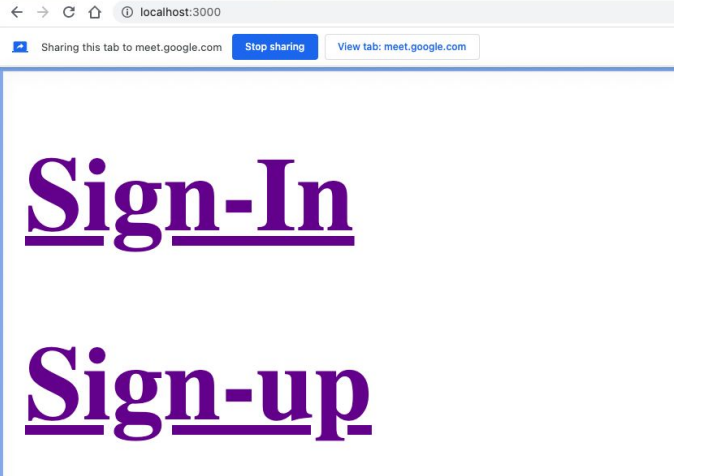 localhost:3000
Sharing this tab to meet.google.com Stop sharing View tab: meet.google.com
Sign-In
Sign-up